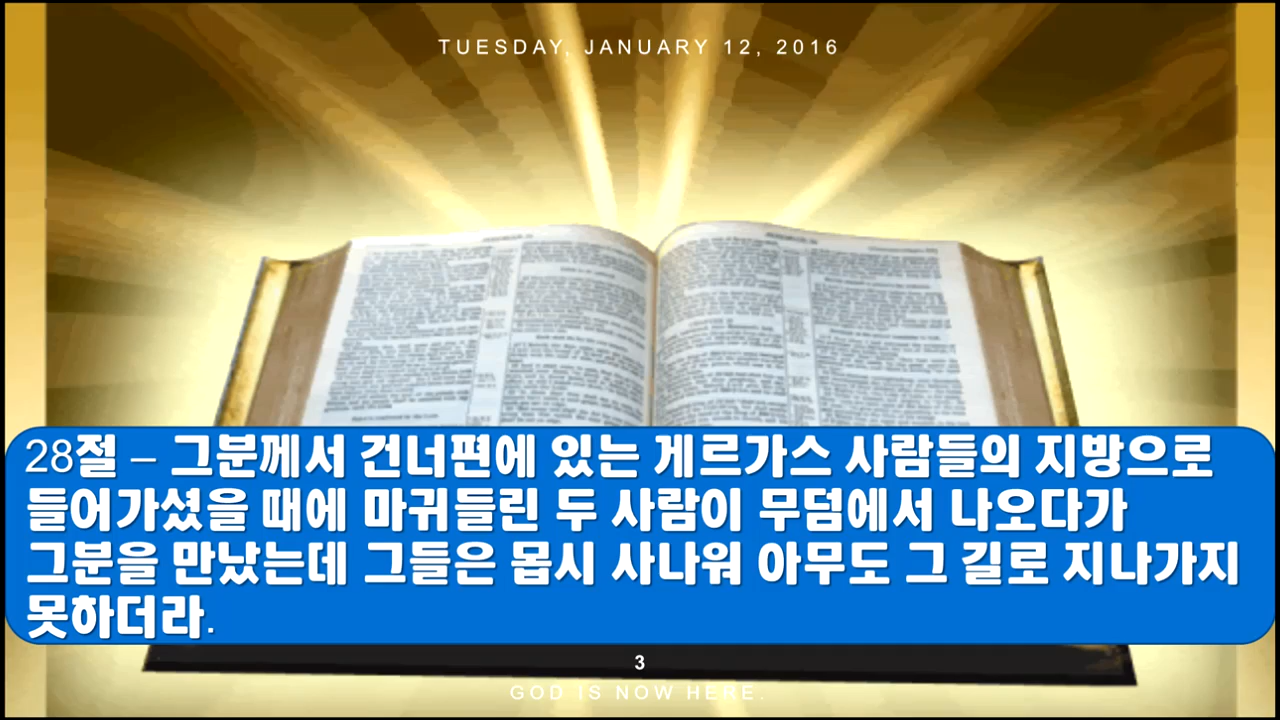 TUESDAY, JANUARY 12, 2016
28절 – 그분께서 건너편에 있는 게르가스 사람들의 지방으로
들어가셨을 때에 마귀들린 두 사람이 무덤에서 나오다가
그분을 만났는데 그들은 몹시 사나워 아무도 그 길로 지나가지
못하더라.
3
GOD IS NOW HERE.